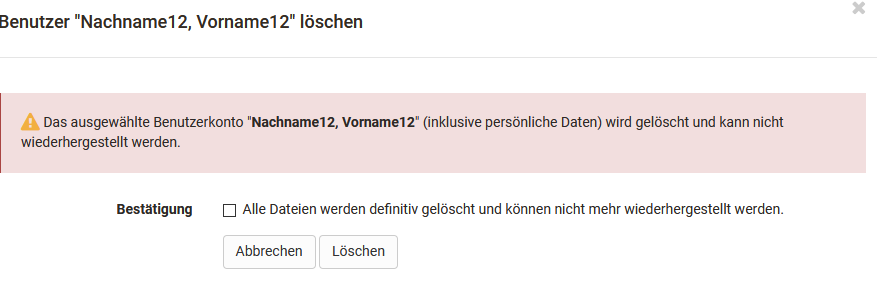 Benutzer "Nachname12, Vorname12" löschen
Das ausgewählte Benutzerkonto "Nachname12, Vorname12" (inklusive persönliche Daten) wird gelöscht und kann nicht
wiederhergestellt werden.
Bestätigung Alle Dateien werden definitiv gelöscht und können nicht mehr wiederhergestellt werden.
Abbrechen Löschen